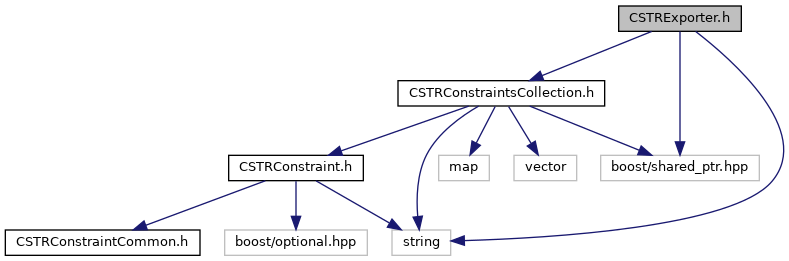 CSTRExporter.h
CSTRConstraintsCollection.h
CSTRConstraint.h
map
vector
boost/shared_ptr.hpp
CSTRConstraintCommon.h
boost/optional.hpp
string